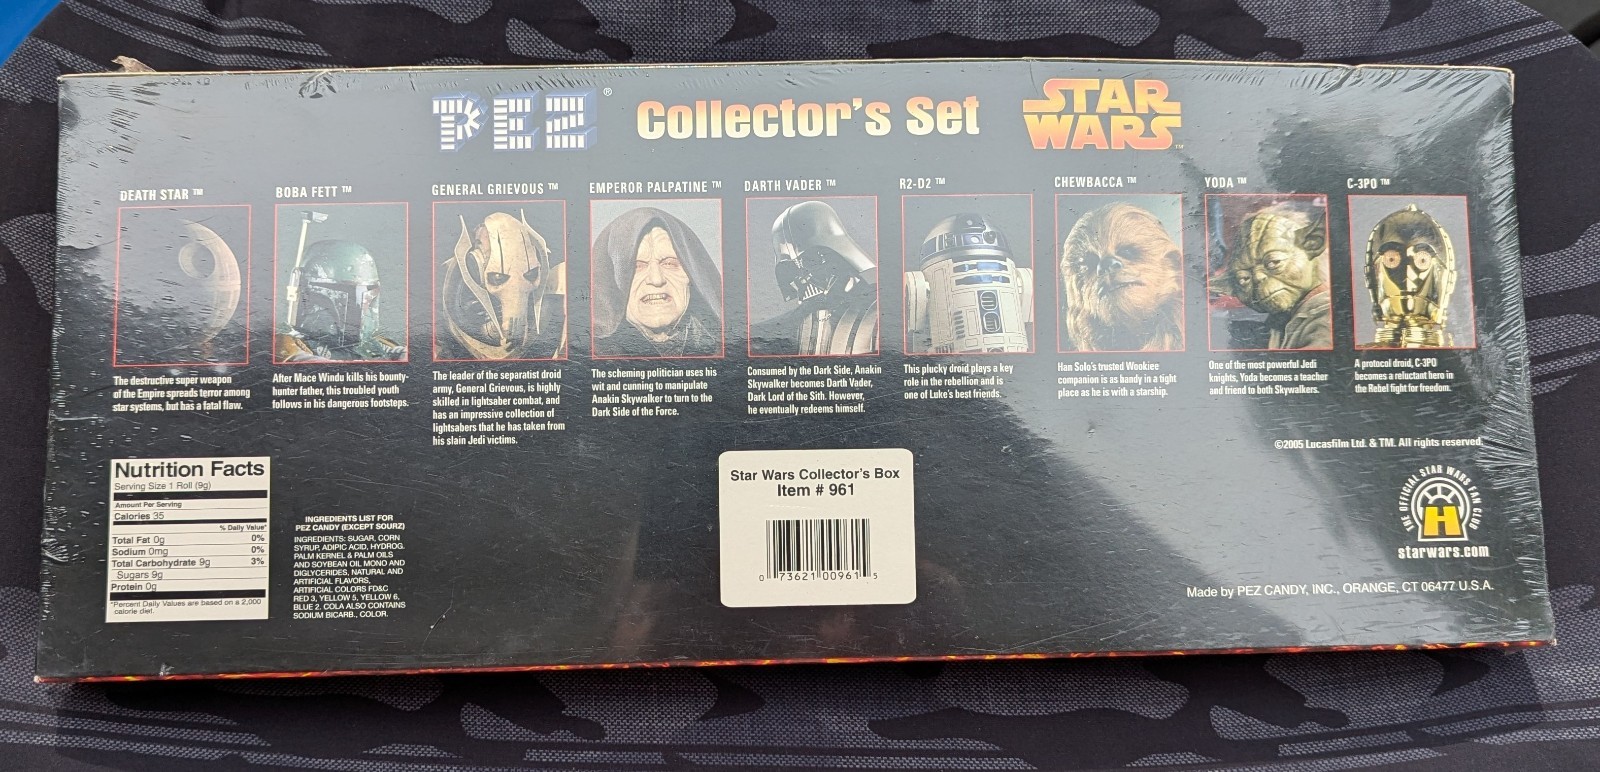 PEZ® Collector's Set STAR WARS™
DEATH STAR ™
The destructive super weapon
of the Empire spreads terror among
star systems, but has a fatal flaw.
BOBA FETT ™
After Mace Windu kills his bounty-
hunter father, this troubled youth
follows in his dangerous footsteps.
GENERAL GRIEVOUS ™
The leader of the separatist droid
army, General Grievous, is highly
skilled in lightsaber combat, and
has an impressive collection of
lightsabers that he has taken from
his slain Jedi victims.
EMPEROR PALPATINE ™
The scheming politician uses his
wit and cunning to manipulate
Anakin Skywalker to turn to the
Dark Side of the Force.
DARTH VADER ™
Consumed by the Dark Side, Anakin
Skywalker becomes Darth Vader,
Dark Lord of the Sith. However,
he eventually redeems himself.
R2-D2 ™
This plucky droid plays a key
role in the rebellion and is
one of Luke's best friends.
CHEWBACCA ™
Han Solo's trusted Wookiee
companion is as handy in a tight
place as he is with a starship.
YODA ™
One of the most powerful Jedi
knights, Yoda becomes a teacher
and friend to both Skywalkers.
C-3PO ™
A protocol droid, C-3PO
becomes a reluctant hero in
the Rebel fight for freedom.
©2005 Lucasfilm Ltd. & TM. All rights reserved.
Nutrition Facts
Serving Size 1 Roll (9g)
Amount Per Serving
Calories 35
% Daily Value*
Total Fat 0g 0%
Sodium 0mg 0%
Total Carbohydrate 9g 3%
Sugars 9g
Protein 0g
*Percent Daily Values are based on a 2,000
calorie diet.
INGREDIENTS LIST FOR
PEZ CANDY (EXCEPT SOURZ)
INGREDIENTS: SUGAR, CORN
SYRUP, ADIPIC ACID, HYDROG.
PALM KERNEL & PALM OILS
AND SOYBEAN OIL MONO AND
DIGLYCERIDES, NATURAL AND
ARTIFICIAL FLAVORS,
ARTIFICIAL COLORS FD&C
RED 3, YELLOW 5, YELLOW 6,
BLUE 2. COLA ALSO CONTAINS
SODIUM BICARB., COLOR.
Star Wars Collector's Box
Item # 961
0 73621 00961 5
THE OFFICIAL STAR WARS FAN CLUB
H
starwars.com
Made by PEZ CANDY, INC., ORANGE, CT 06477 U.S.A.